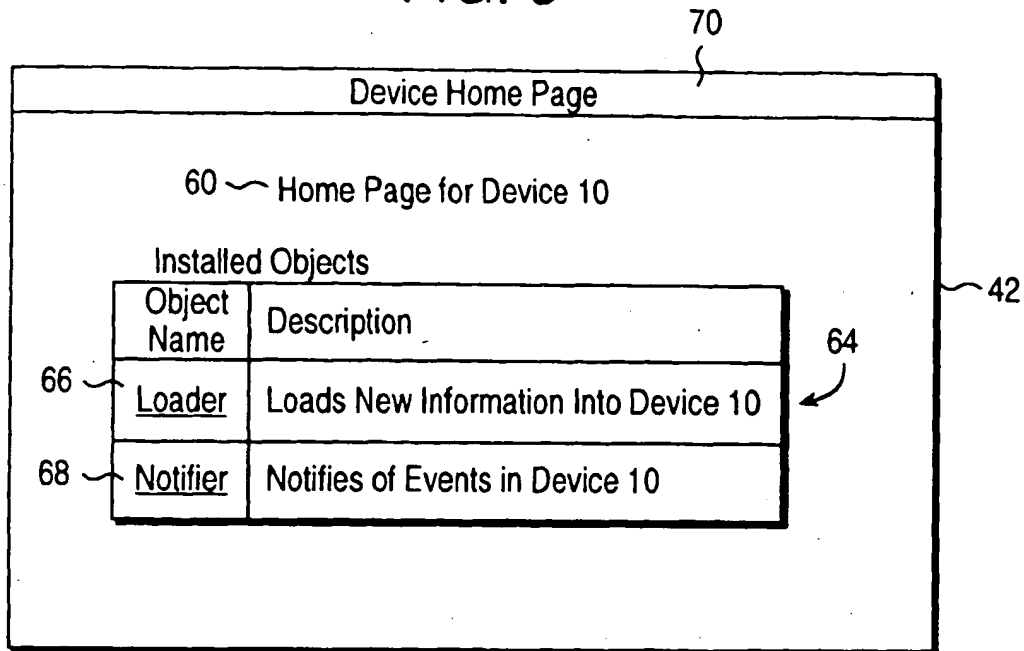 70
Device Home Page
60 Home Page for Device 10
Installed Objects
42
Object Name Description
64
66 Loader Loads New Information Into Device 10
68 Notifier Notifies of Events in Device 10